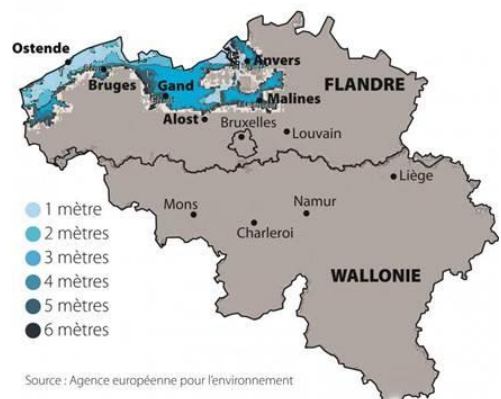 Ostende
Anvers
Bruges
Gand
FLANDRE
Malines
Alost
Bruxelles
Louvain
Liège
1 mètre
2 mètres
3 mètres
4 mètres
5 mètres
6 mètres
Mons
Namur
Charleroi
WALLONIE
Source : Agence européenne pour l'environnement